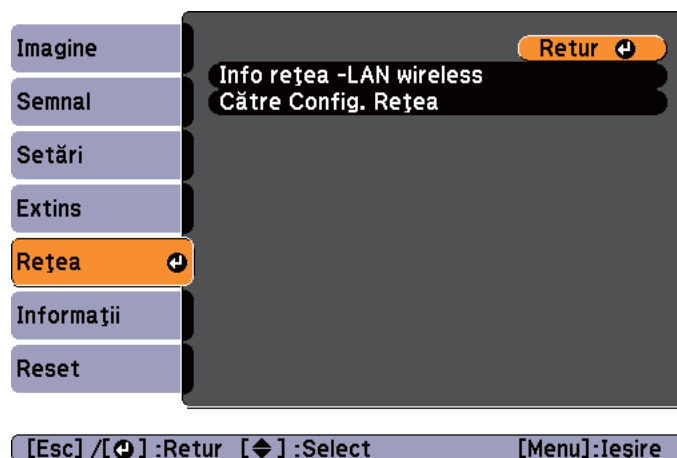 Imagine
Semnal
Setări
Extins
Reţea
Informaţii
Reset
Retur
Info reţea -LAN wireless
Către Config. Reţea
[Esc] /[ ] :Retur [ ] :Select [Menu]:Ieşire